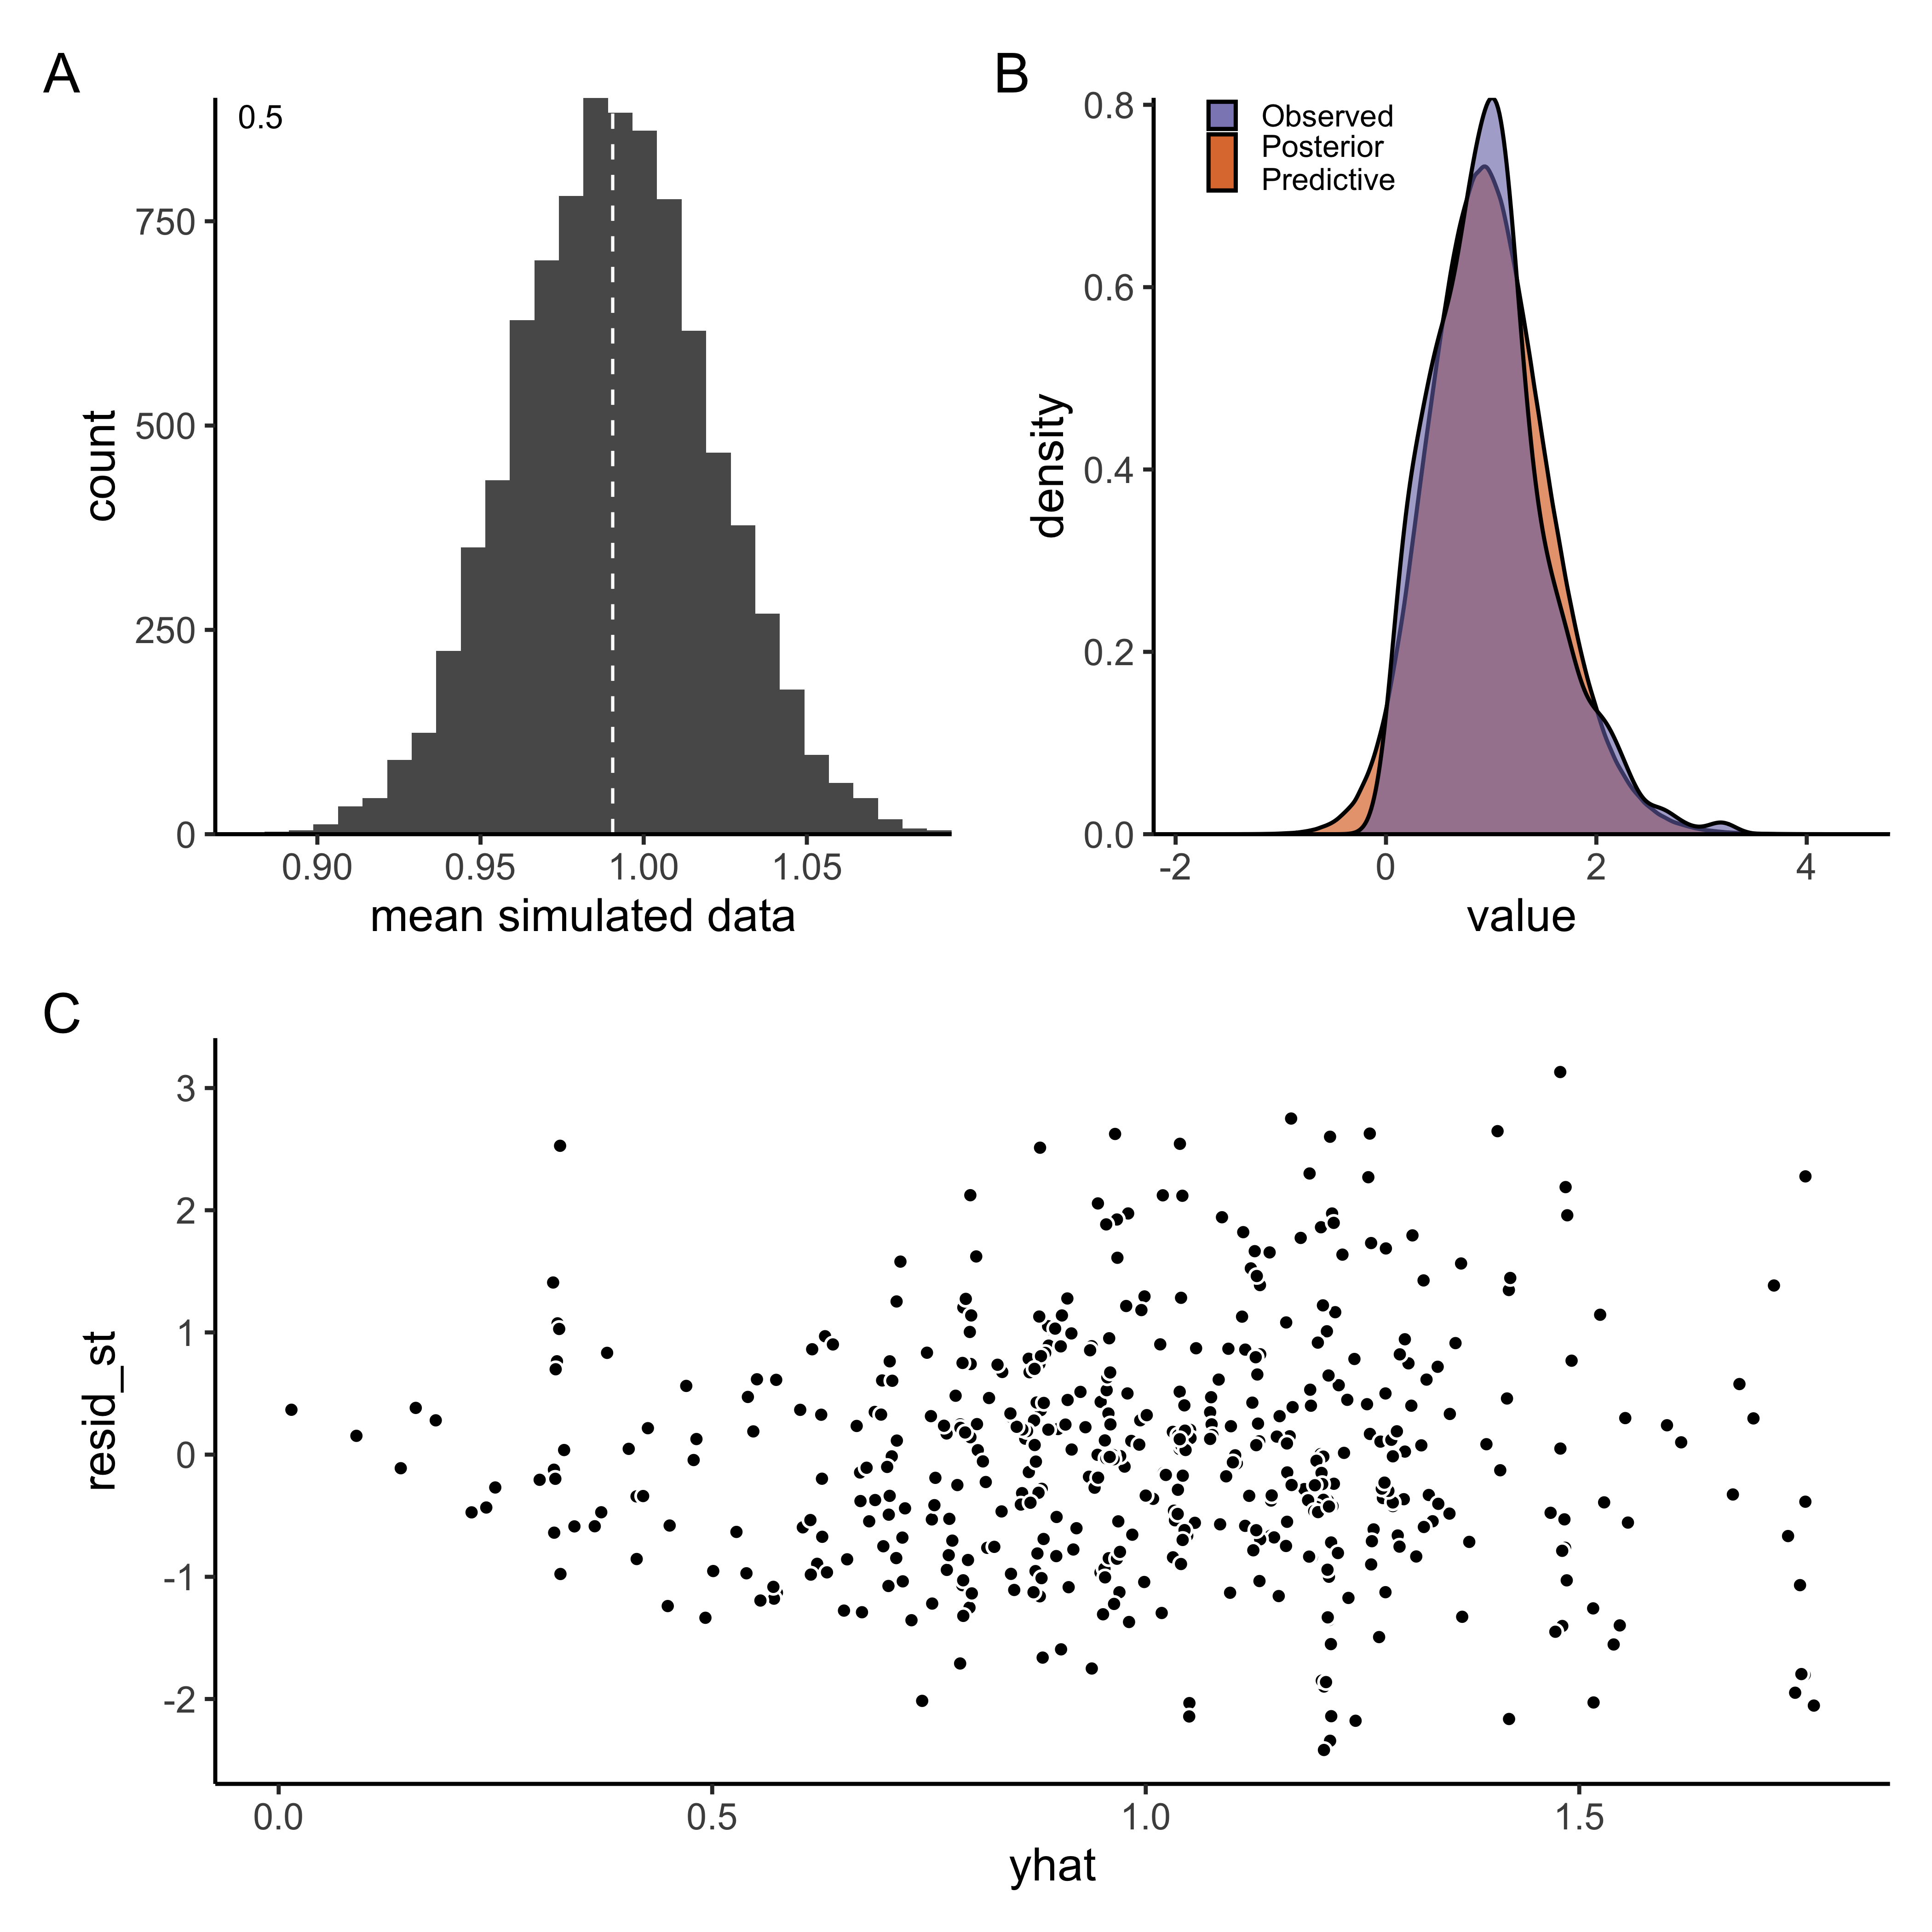 A
0.5
750
500
250
0
count
0.90 0.95 1.00 1.05
mean simulated data
B
Observed
Posterior
Predictive
0.8
0.6
0.4
0.2
0.0
density
-2 0 2 4
value
C
3
2
1
0
-1
-2
resid_st
0.0 0.5 1.0 1.5
yhat